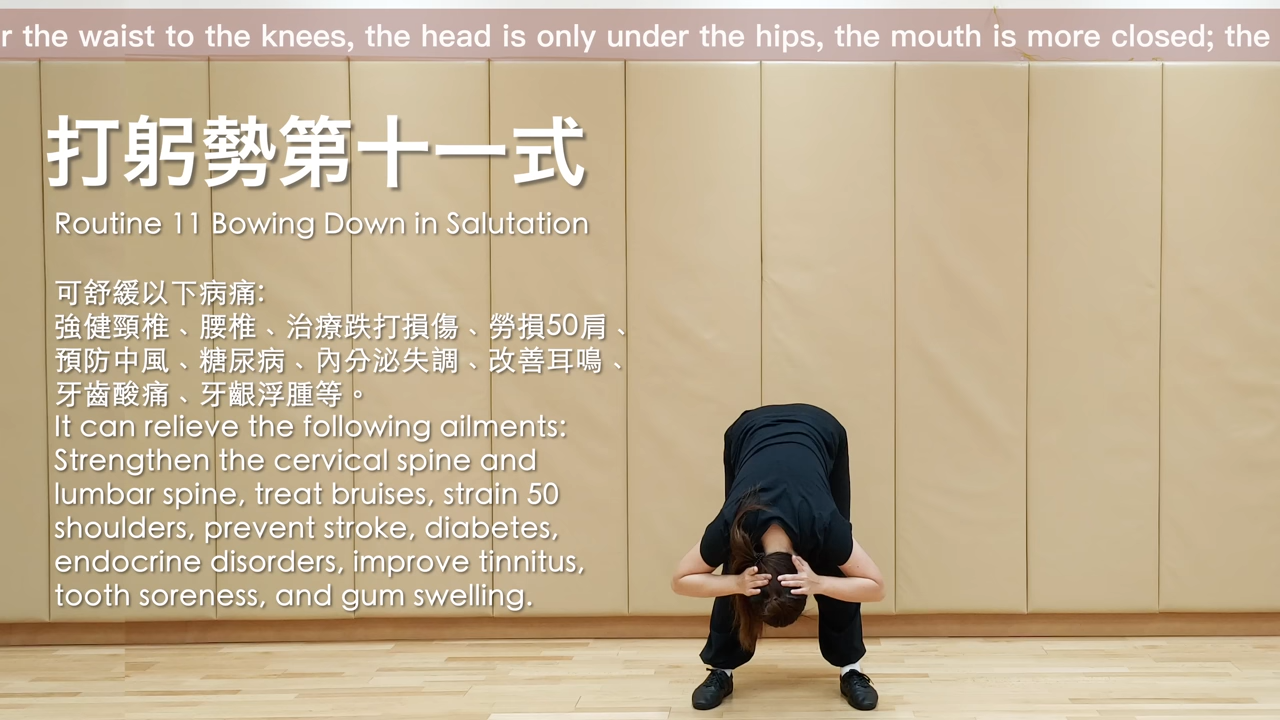 r the waist to the knees, the head is only under the hips, the mouth is more closed; the
打躬勢第十一式
Routine 11 Bowing Down in Salutation
可舒緩以下病痛:
強健頸椎、腰椎、治療跌打損傷、勞損50肩、
預防中風、糖尿病、內分泌失調、改善耳鳴、
牙齒酸痛、牙齦浮腫等。
It can relieve the following ailments:
Strengthen the cervical spine and
lumbar spine, treat bruises, strain 50
shoulders, prevent stroke, diabetes,
endocrine disorders, improve tinnitus,
tooth soreness, and gum swelling.